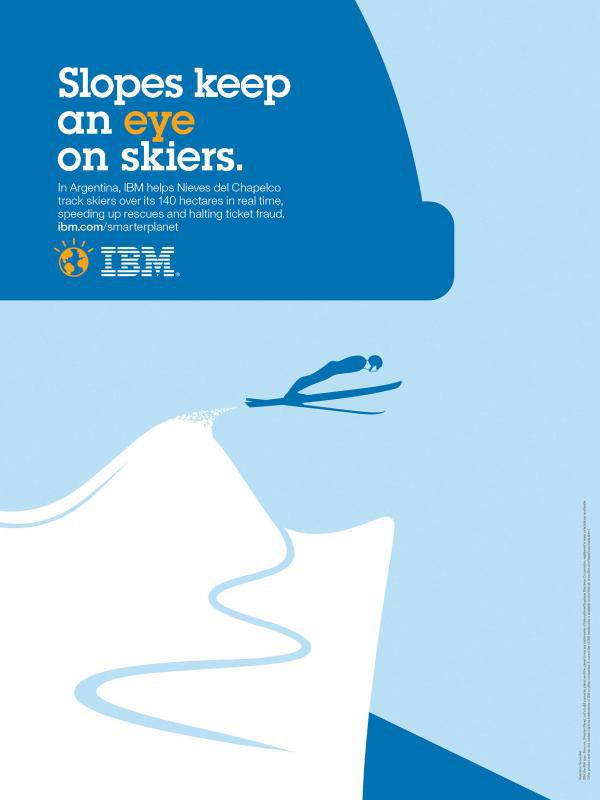 Slopes keep
an eye
on skiers.
In Argentina, IBM helps Nieves del Chapelco
track skiers over its 140 hectares in real time,
speeding up rescues and halting ticket fraud.
ibm.com/smarterplanet
IBM®